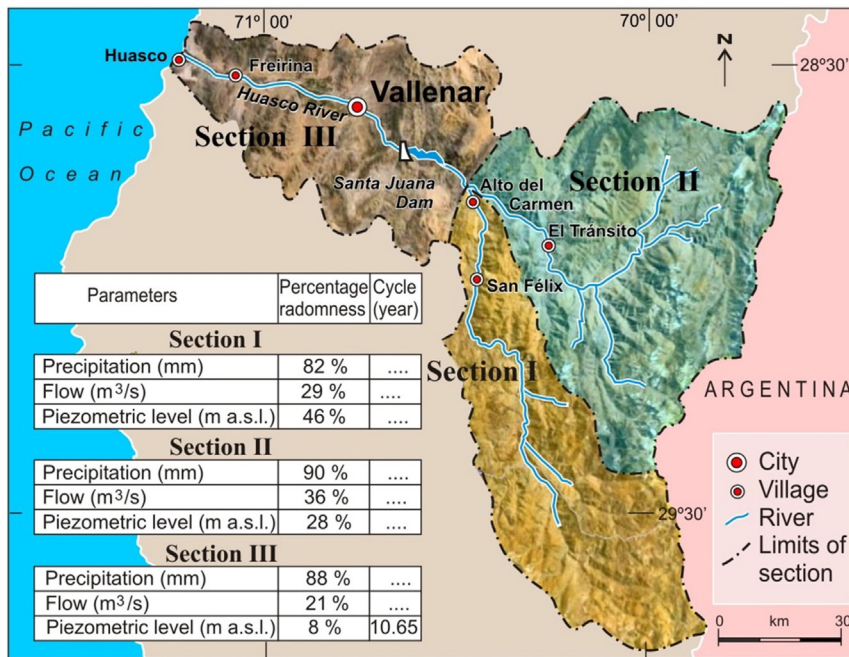 71° 00'
70° 00'
28°30'
N
Huasco
Freirina
Huasco River
Vallenar
Pacific
Ocean
Section III
Santa Juana
Dam
Alto del
Carmen
Section II
El Tránsito
San Félix
Section I
ARGENTINA
29°30'
Parameters Percentage radomness Cycle (year)
Section I
Precipitation (mm) 82 % ....
Flow (m³/s) 29 % ....
Piezometric level (m a.s.l.) 46 % ....
Section II
Precipitation (mm) 90 % ....
Flow (m³/s) 36 % ....
Piezometric level (m a.s.l.) 28 % ....
Section III
Precipitation (mm) 88 % ....
Flow (m³/s) 21 % ....
Piezometric level (m a.s.l.) 8 % 10.65
City
Village
River
Limits of
section
0 km 30